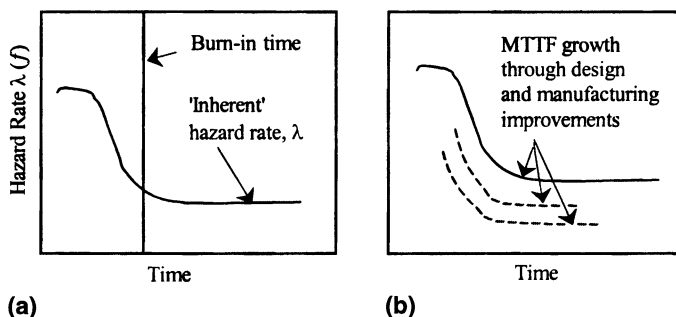 Hazard Rate λ (f)
Burn-in time
'Inherent'
hazard rate, λ
Time
(a)
MTTF growth
through design
and manufacturing
improvements
Time
(b)